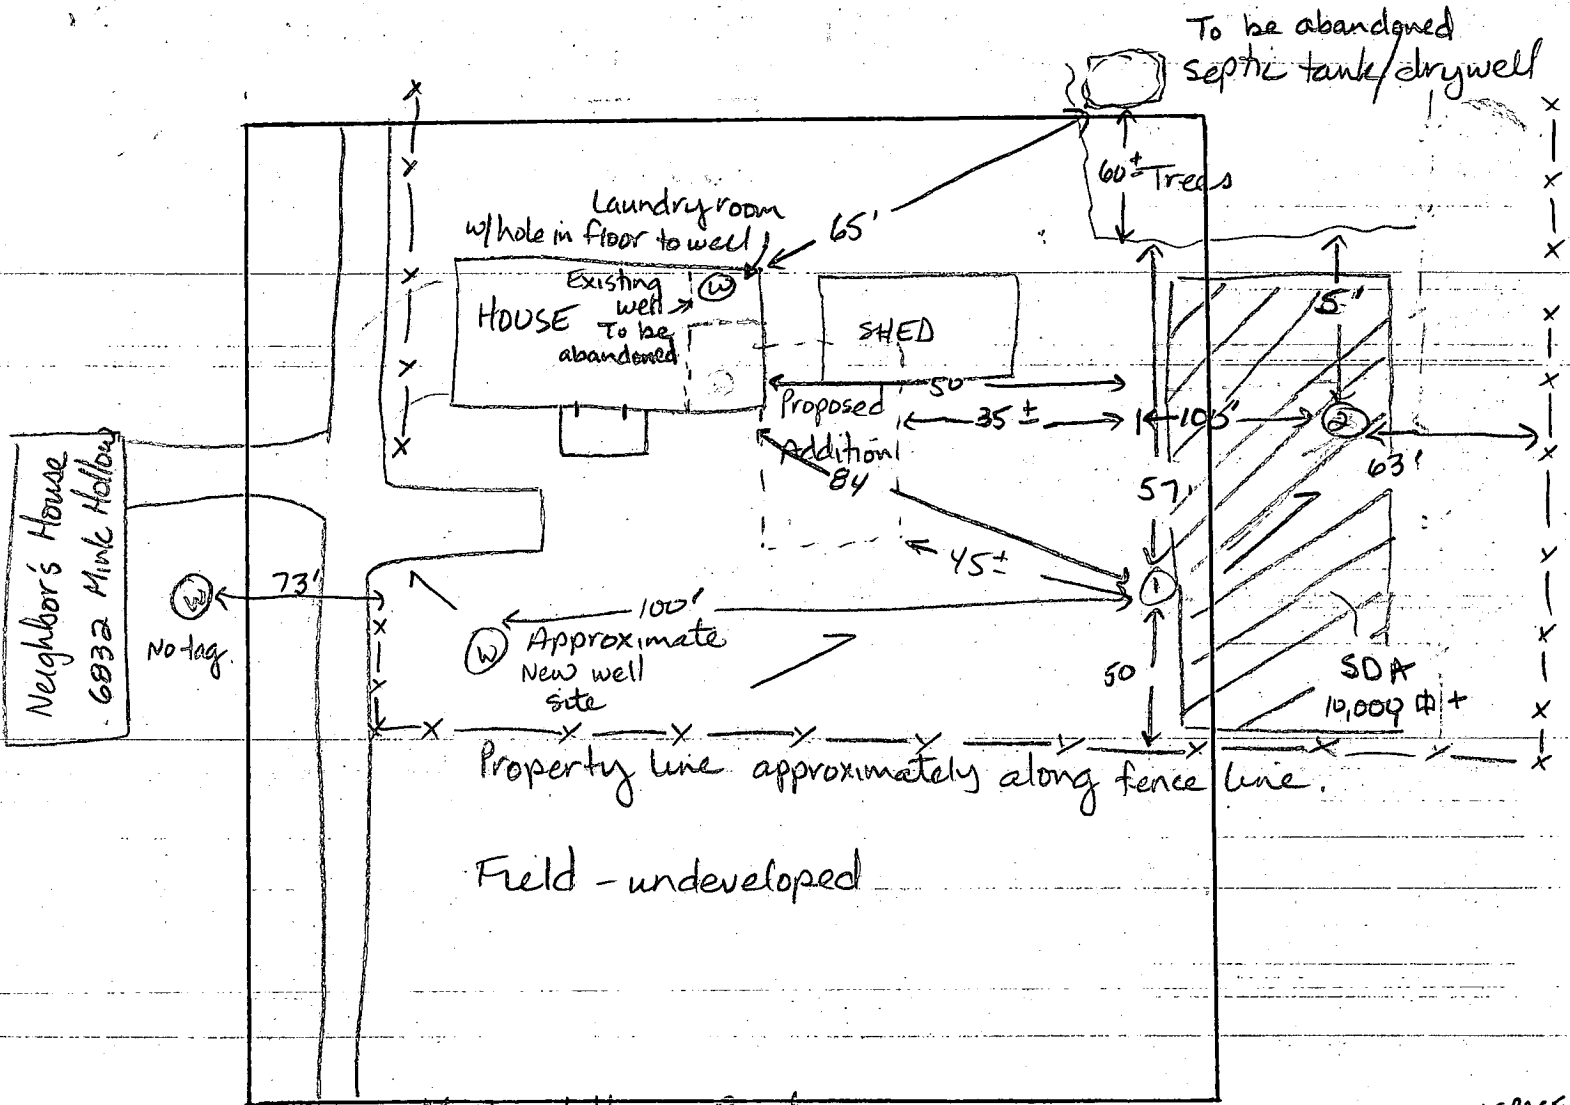 To be abandoned
septic tank/drywell
60± Trees
Laundry room
w/hole in floor to well
65'
Existing
well
To be
abandoned
W
HOUSE
SHED
5'
50
Proposed
Addition
35±
105'
2
63'
84
57'
45±
1
Neighbor's House
6832 Mink Hollow
W
73'
No tag.
100'
W
Approximate
New well
site
50
SDA
10,000 +
Property line approximately along fence line.
Field - undeveloped